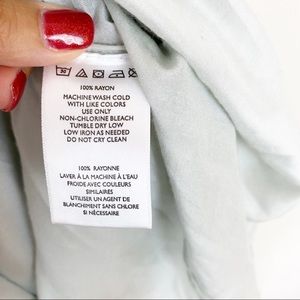 30
100% RAYON
MACHINE WASH COLD
WITH LIKE COLORS
USE ONLY
NON-CHLORINE BLEACH
TUMBLE DRY LOW
LOW IRON AS NEEDED
DO NOT CRY CLEAN
100% RAYONNE
LAVER À LA MACHINE À L'EAU
FROIDE AVEC COULEURS
SIMILAIRES
UTILISER UN AGENT DE
BLANCHIMENT SANS CHLORE
SI NÉCESSAIRE